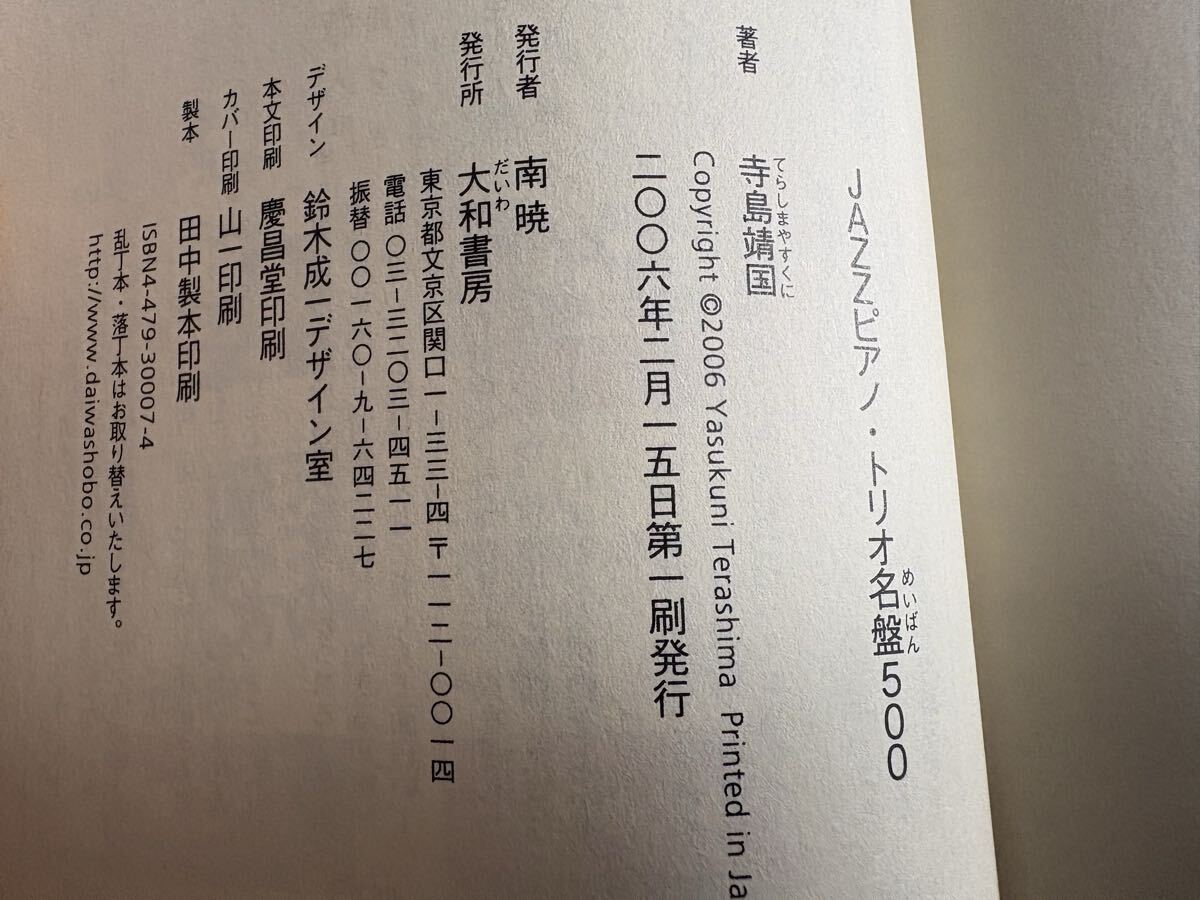 JAZZピアノ・トリオ名盤500
めいばん
著者
寺島靖国
てらしまやすくに
Copyright ©2006 Yasukuni Terashima Printed in Ja
二〇〇六年二月一五日第一刷発行
発行者
南暁
発行所
大和書房
だいわ
東京都文京区関口一-三三-四 〒一一二-〇〇一四
電話 〇三-三二〇三-四五一一
振替 〇〇一六〇-九-六四二二七
デザイン
鈴木成一デザイン室
本文印刷
慶昌堂印刷
カバー印刷
山一印刷
製本
田中製本印刷
ISBN4-479-30007-4
乱丁本・落丁本はお取り替えいたします。
http://www.daiwashobo.co.jp